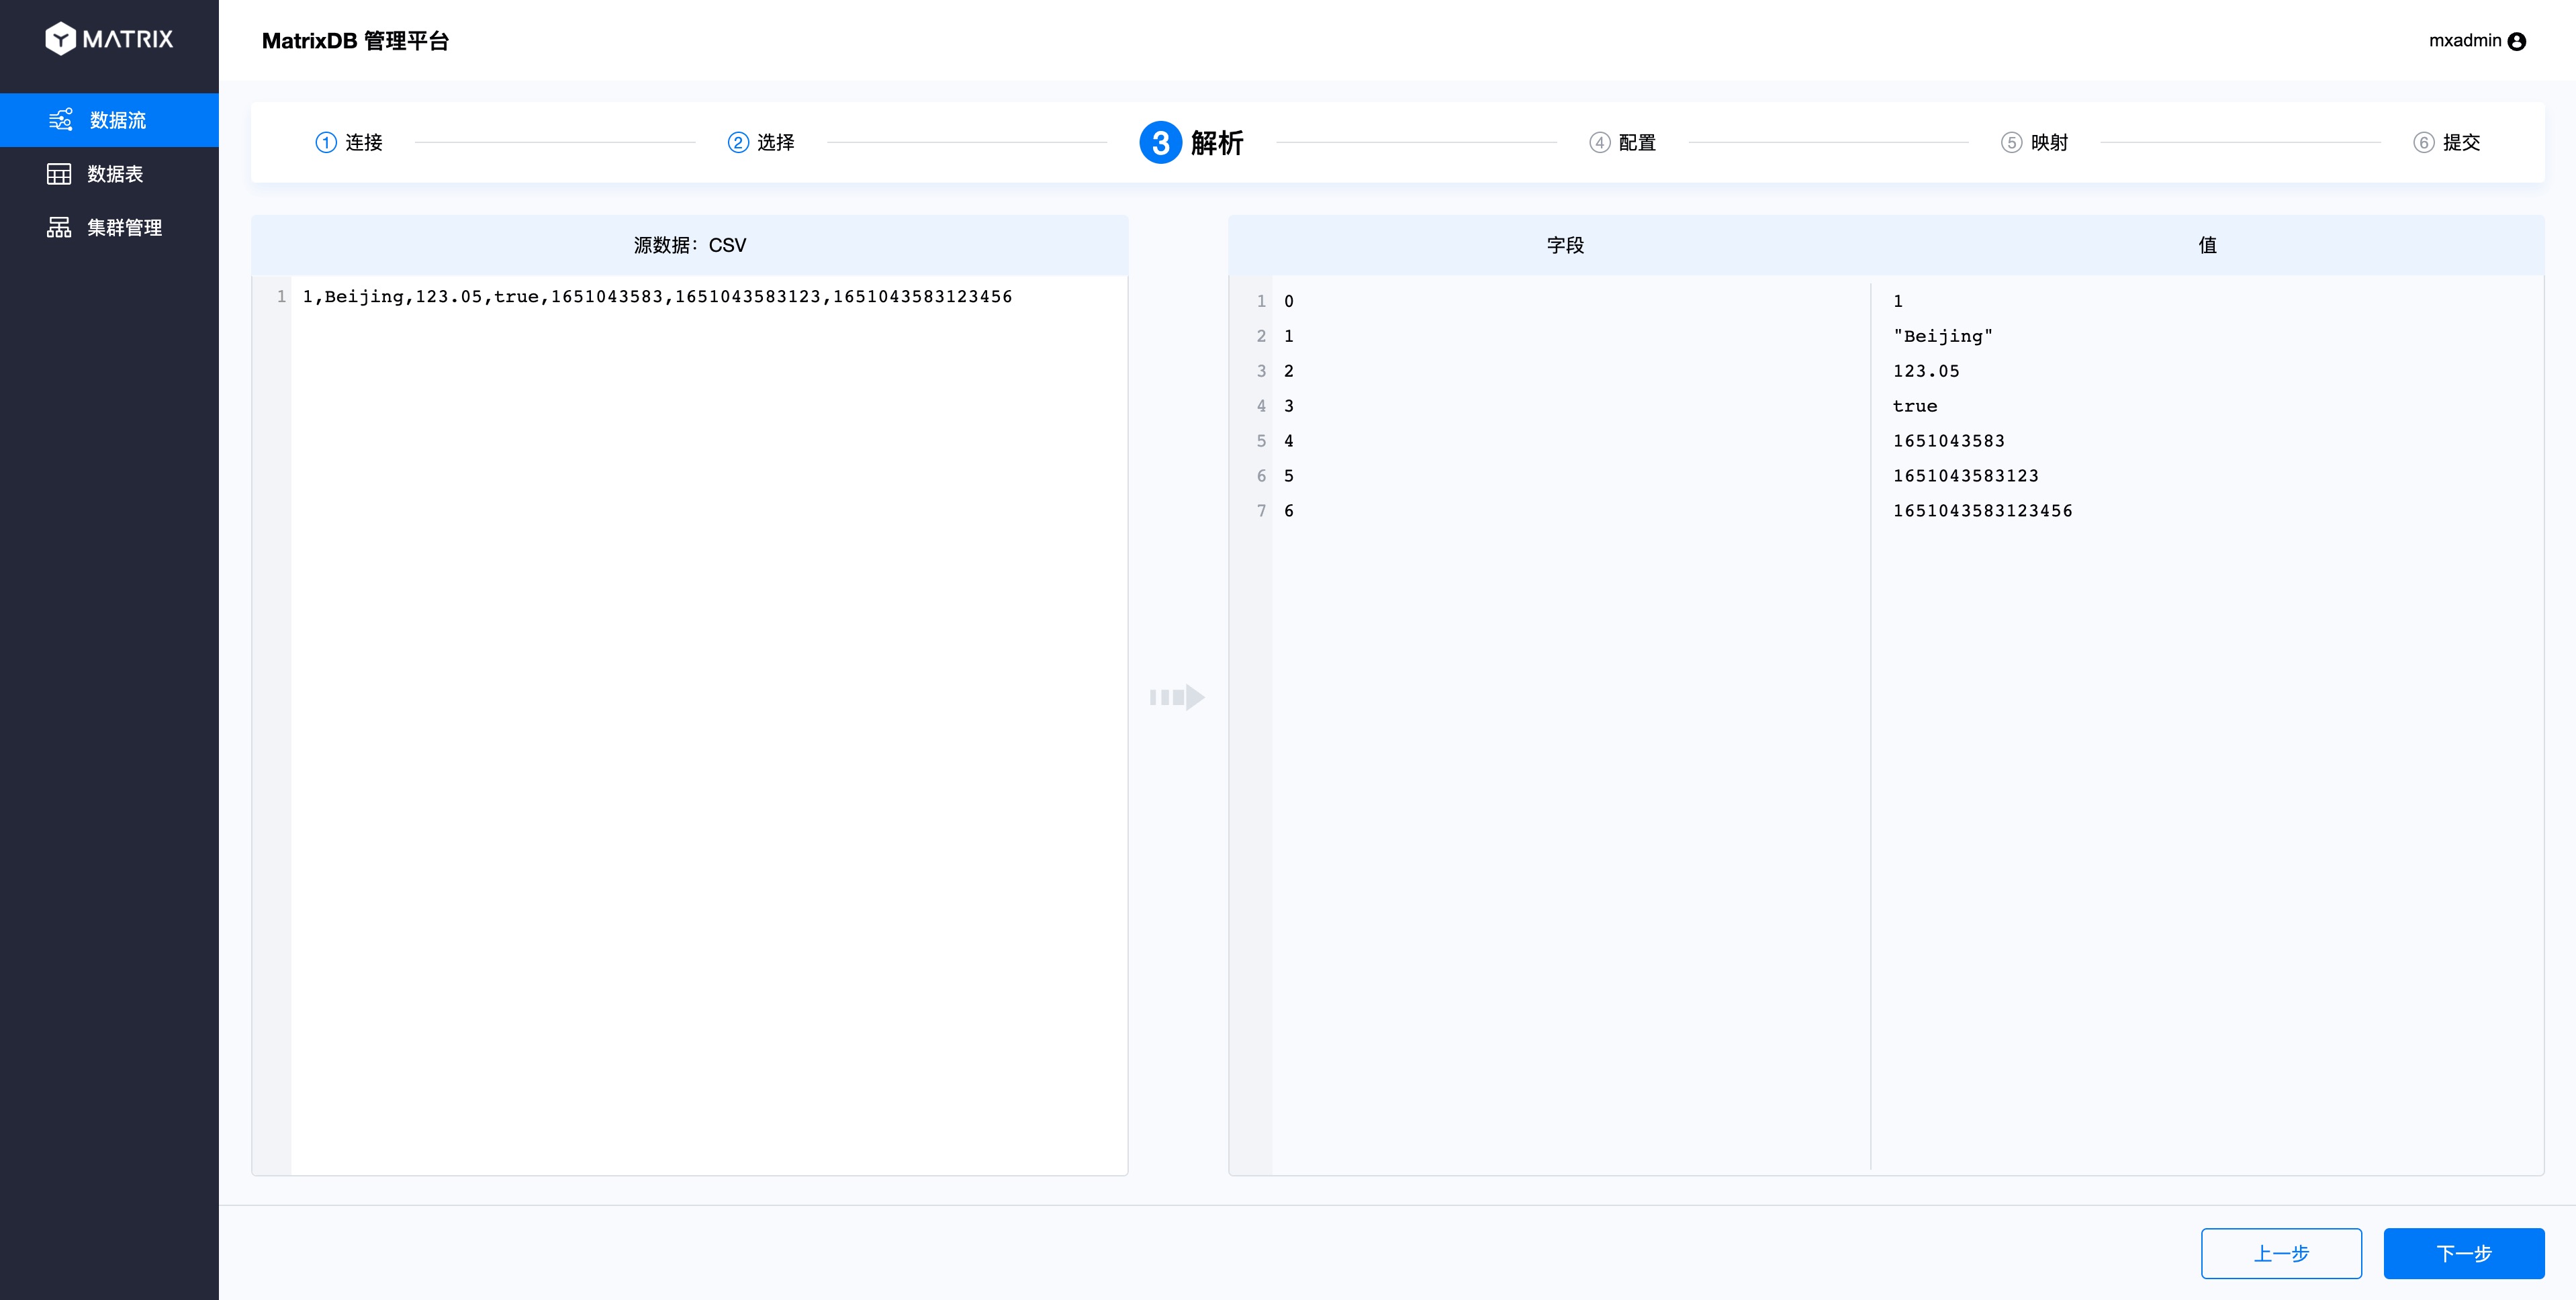 MATRIX
MatrixDB 管理平台
mxadmin
数据流
数据表
集群管理
1 连接
2 选择
3 解析
4 配置
5 映射
6 提交
源数据：CSV
1 1,Beijing,123.05,true,1651043583,1651043583123,1651043583123456
字段 值
1 0 1
2 1 "Beijing"
3 2 123.05
4 3 true
5 4 1651043583
6 5 1651043583123
7 6 1651043583123456
上一步
下一步